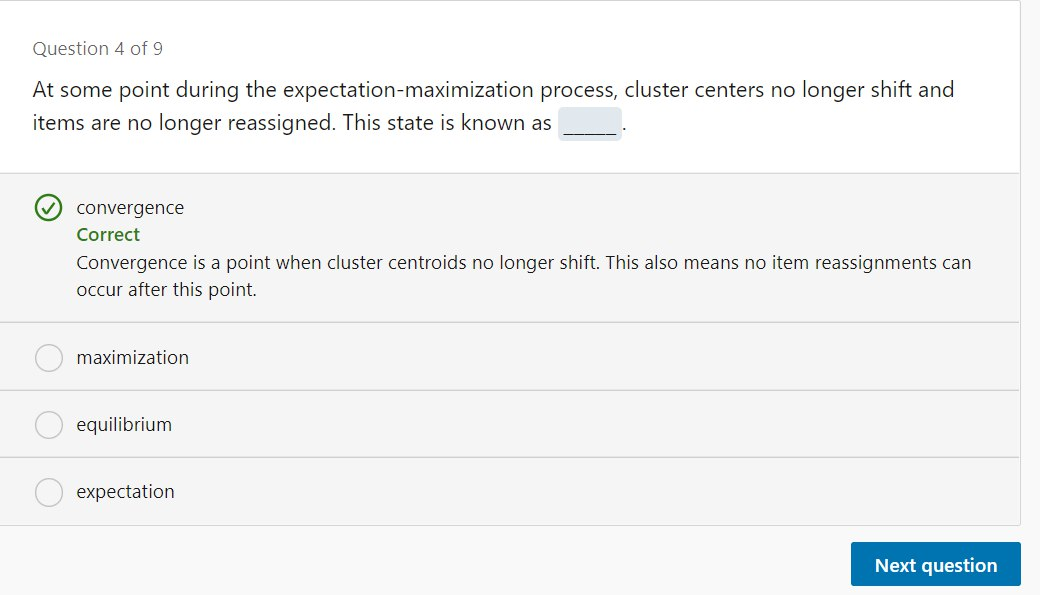 Question 4 of 9
At some point during the expectation-maximization process, cluster centers no longer shift and
items are no longer reassigned. This state is known as _____.
convergence
Correct
Convergence is a point when cluster centroids no longer shift. This also means no item reassignments can
occur after this point.
maximization
equilibrium
expectation
Next question